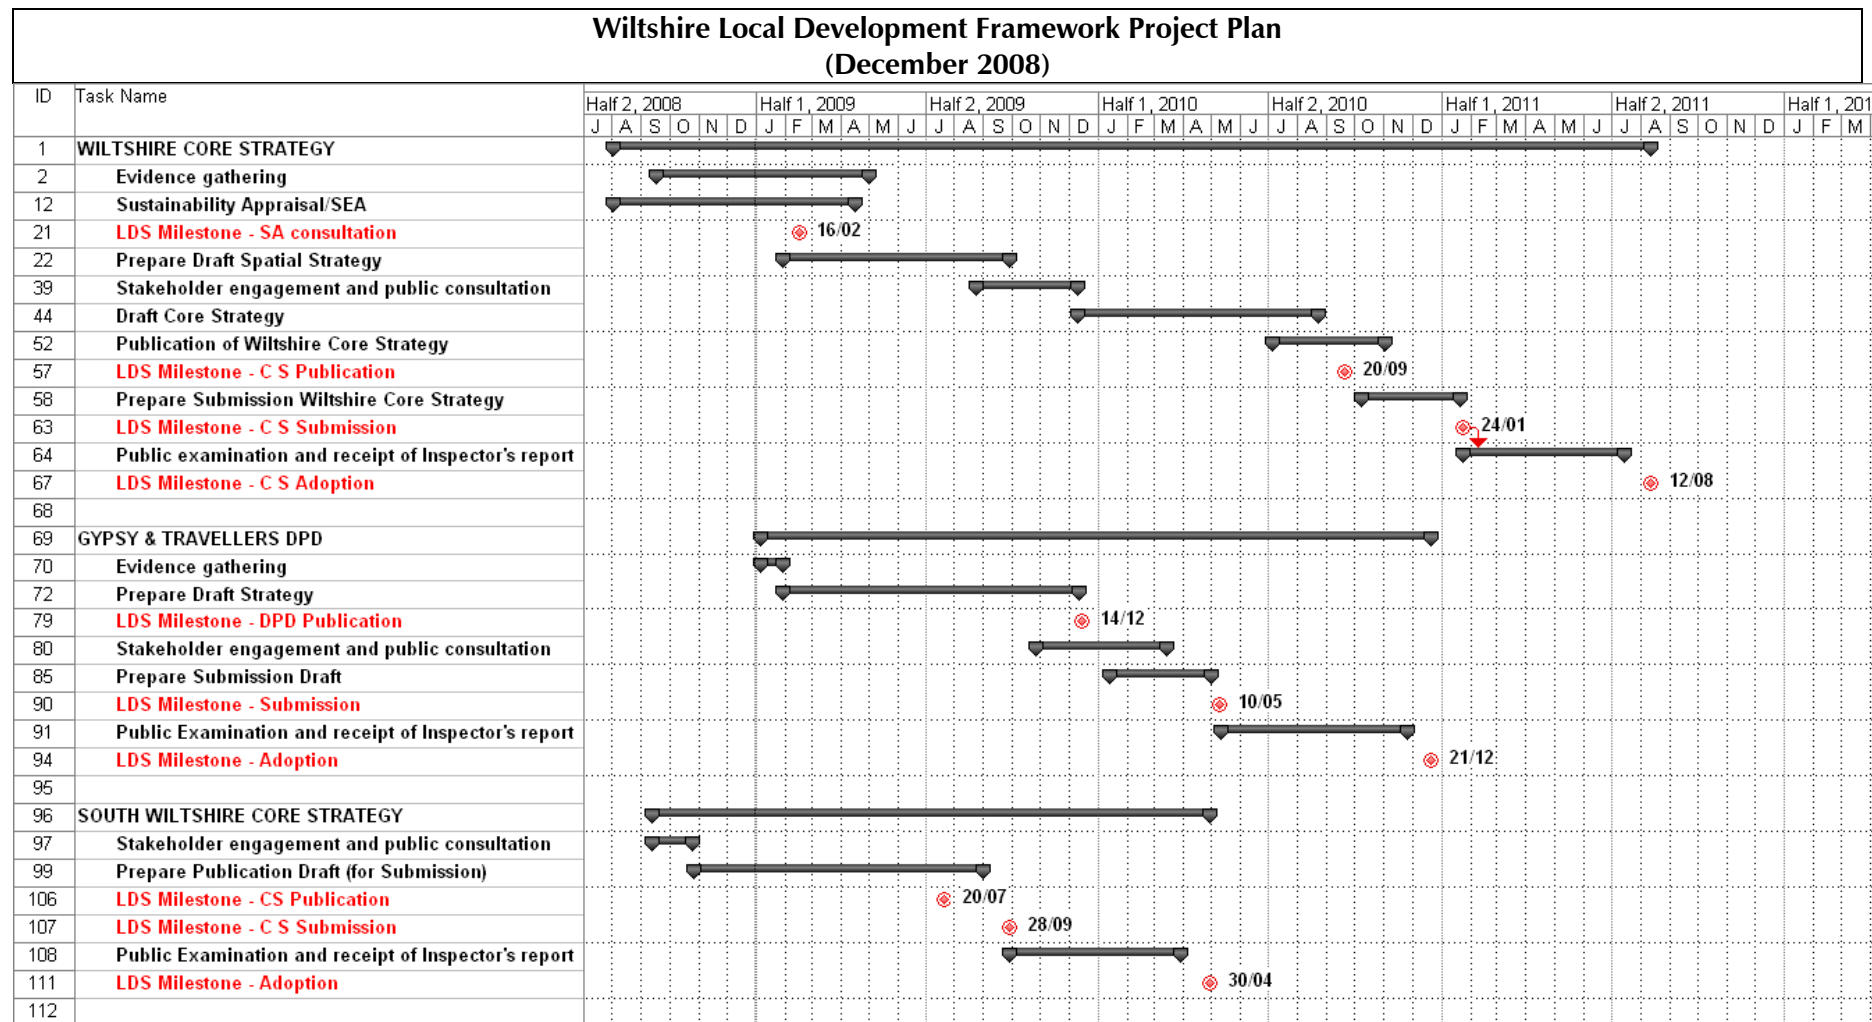 Wiltshire Local Development Framework Project Plan
(December 2008)
ID Task Name Half 2, 2008 Half 1, 2009 Half 2, 2009 Half 1, 2010 Half 2, 2010 Half 1, 2011 Half 2, 2011 Half 1, 201
J A S O N D J F M A M J J A S O N D J F M A M J J A S O N D J F M A M J J A S O N D J F M
1 WILTSHIRE CORE STRATEGY
2 Evidence gathering
12 Sustainability Appraisal/SEA
21 LDS Milestone - SA consultation 16/02
22 Prepare Draft Spatial Strategy
39 Stakeholder engagement and public consultation
44 Draft Core Strategy
52 Publication of Wiltshire Core Strategy
57 LDS Milestone - C S Publication 20/09
58 Prepare Submission Wiltshire Core Strategy
63 LDS Milestone - C S Submission 24/01
64 Public examination and receipt of Inspector's report
67 LDS Milestone - C S Adoption 12/08
68
69 GYPSY & TRAVELLERS DPD
70 Evidence gathering
72 Prepare Draft Strategy
79 LDS Milestone - DPD Publication 14/12
80 Stakeholder engagement and public consultation
85 Prepare Submission Draft
90 LDS Milestone - Submission 10/05
91 Public Examination and receipt of Inspector's report
94 LDS Milestone - Adoption 21/12
95
96 SOUTH WILTSHIRE CORE STRATEGY
97 Stakeholder engagement and public consultation
99 Prepare Publication Draft (for Submission)
106 LDS Milestone - CS Publication 20/07
107 LDS Milestone - C S Submission 28/09
108 Public Examination and receipt of Inspector's report
111 LDS Milestone - Adoption 30/04
112